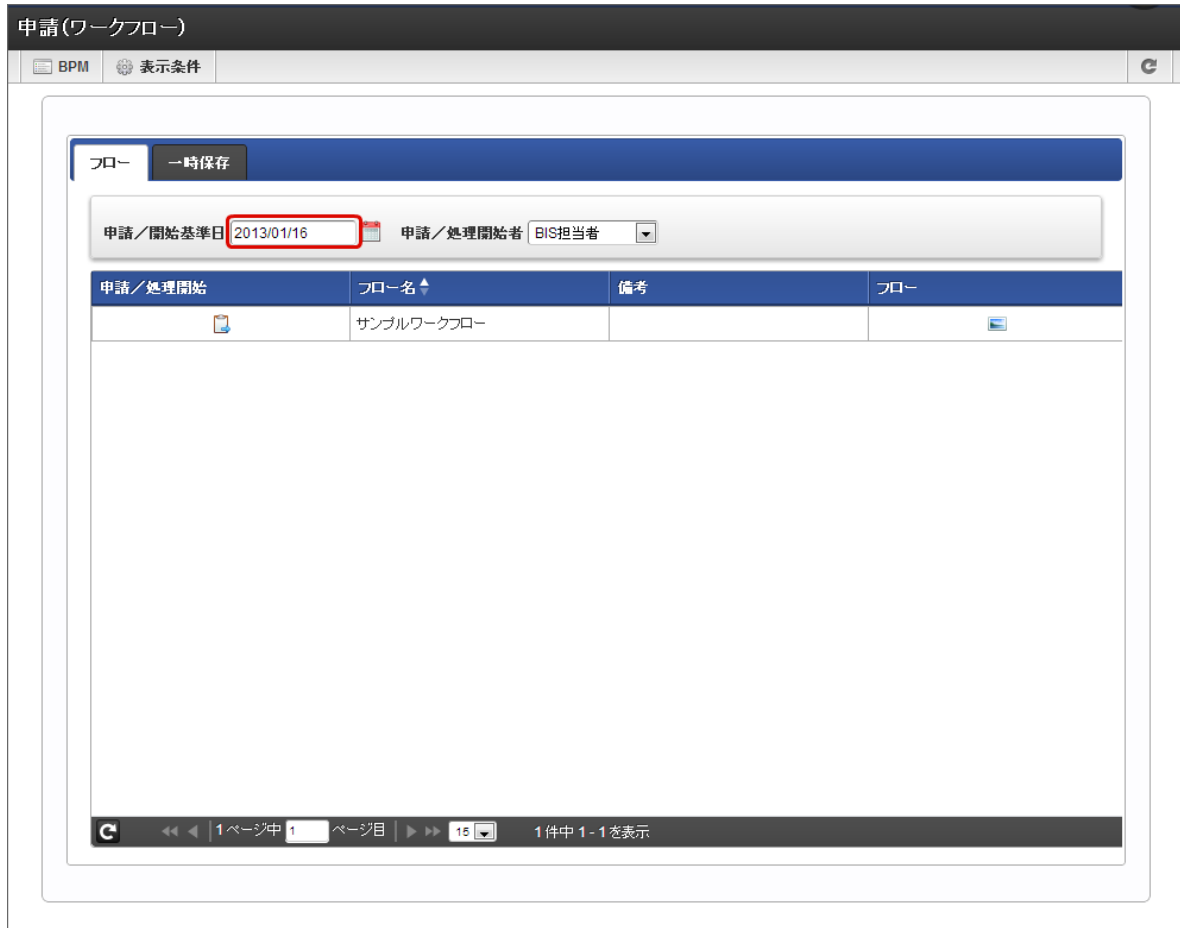 申請(ワークフロー)
BPM 表示条件
フロー 一時保存
申請／開始基準日 2013/01/16 申請／処理開始者 BIS担当者
申請／処理開始 フロー名 備考 フロー
サンプルワークフロー
1 ページ中 1 ページ目 15 1 件中 1 - 1 を表示